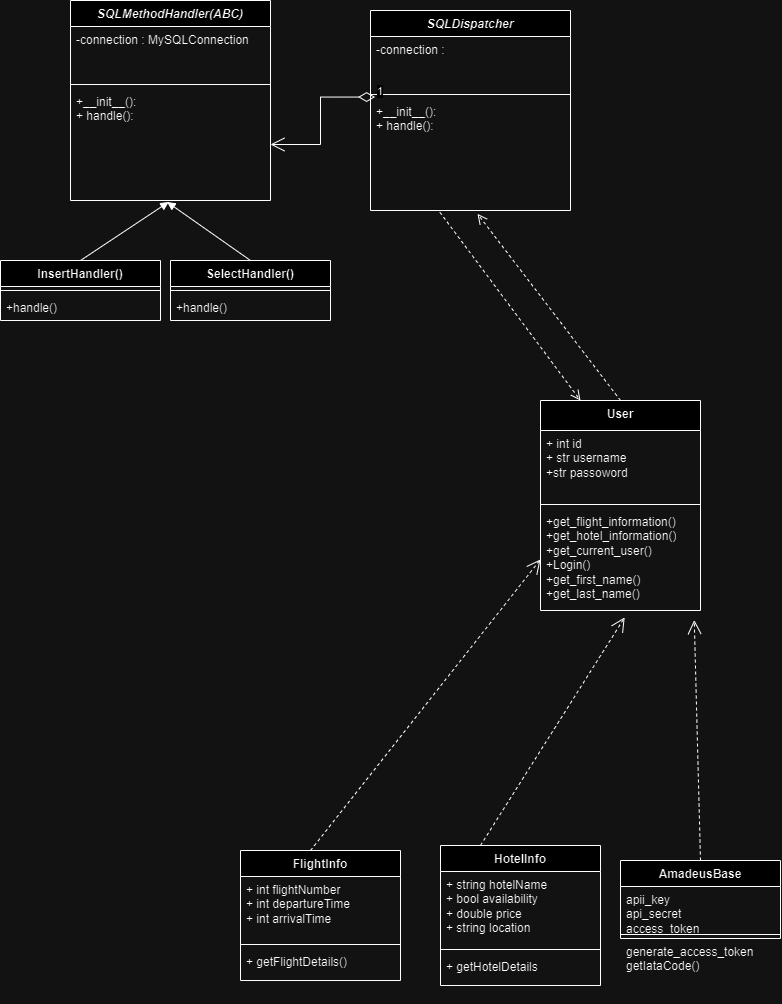 SQLMethodHandler(ABC)
-connection : MySQLConnection
+__init__():
+ handle():
SQLDispatcher
-connection :
1
+__init__():
+ handle():
InsertHandler()
+handle()
SelectHandler()
+handle()
User
+ int id
+ str username
+str passoword
+get_flight_information()
+get_hotel_information()
+get_current_user()
+Login()
+get_first_name()
+get_last_name()
FlightInfo
+ int flightNumber
+ int departureTime
+ int arrivalTime
+ getFlightDetails()
HotelInfo
+ string hotelName
+ bool availability
+ double price
+ string location
+ getHotelDetails
AmadeusBase
apii_key
api_secret
access_token
generate_access_token
getIataCode()